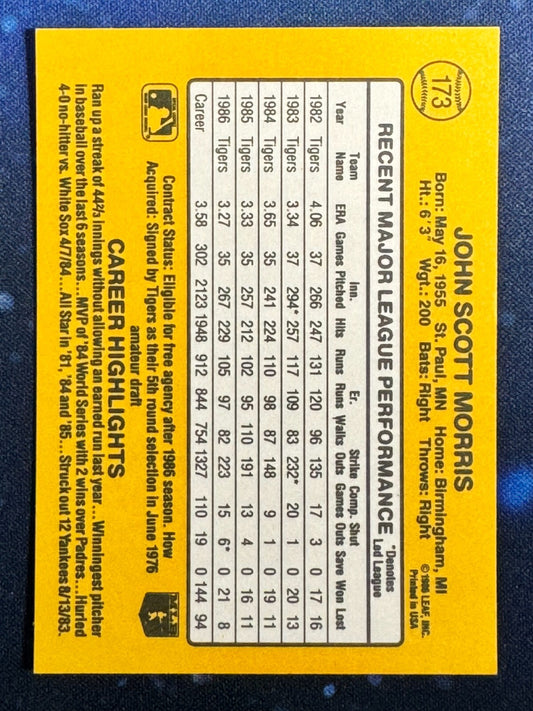 173
JOHN SCOTT MORRIS
Born: May 16, 1955 St. Paul, MN Home: Birmingham, MI
Ht.: 6'3" Wgt.: 200 Bats: Right Throws: Right
© 1986 LEAF, INC.
Printed in USA
RECENT MAJOR LEAGUE PERFORMANCE
*Denotes
Led League
Inn. Er. Strike Comp. Shut
Year Team Name ERA Games Pitched Hits Runs Runs Walks Outs Games Outs Save Won Lost
1982 Tigers 4.06 37 266 247 131 120 96 135 17 3 0 17 16
1983 Tigers 3.34 37 294* 257 117 109 83 232* 20 1 0 20 13
1984 Tigers 3.65 35 241 224 110 98 87 148 9 1 0 19 11
1985 Tigers 3.33 35 257 212 102 95 110 191 13 4 0 16 11
1986 Tigers 3.27 35 267 229 105 97 82 223 15 6* 0 21 8
Career 3.58 302 2123 1948 912 844 754 1327 110 19 0 144 94
Contract Status: Eligible for free agency after 1986 season. How
Acquired: Signed by Tigers as their 5th round selection in June 1976
amateur draft
CAREER HIGHLIGHTS
Ran up a streak of 44⅔ innings without allowing an earned run last year....Winningest pitcher
in baseball over the last 6 seasons....MVP of '84 World Series with 2 wins over Padres....Hurled
4-0 no-hitter vs. White Sox 4/7/84....All Star in '81, '84 and '85....Struck out 12 Yankees 8/13/83.